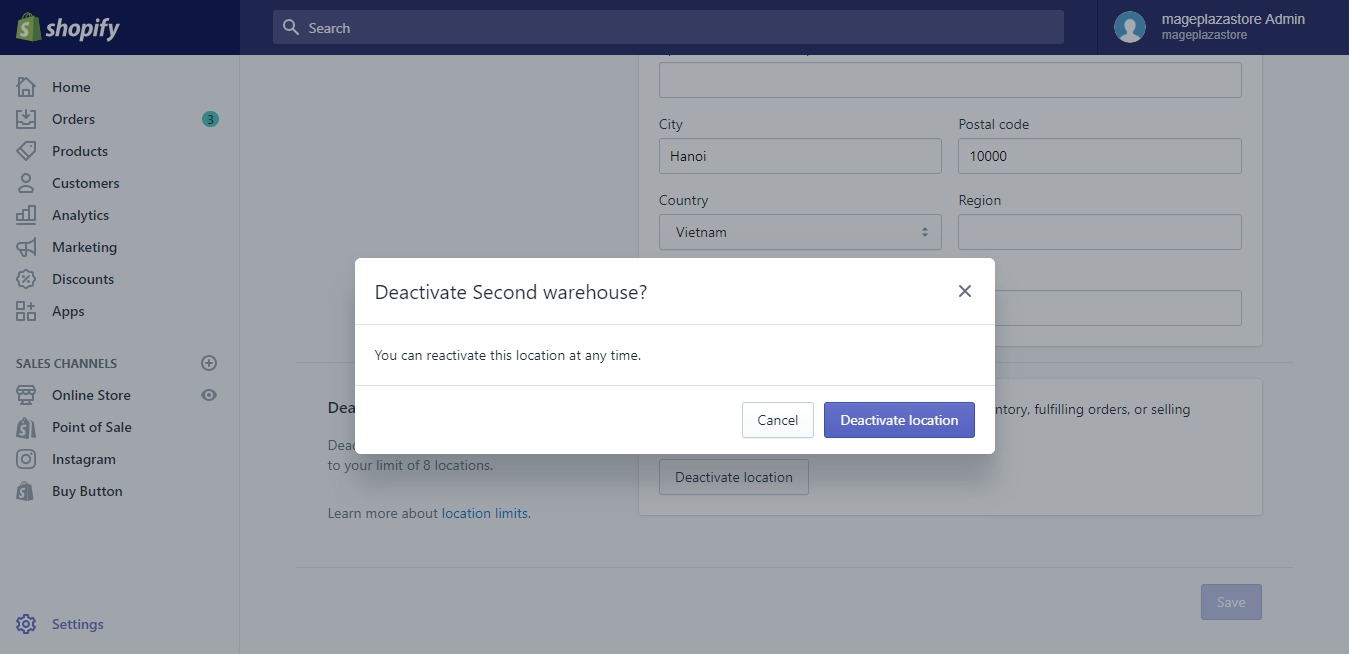 shopify
Search
mageplazastore Admin
mageplazastore
Home
Orders
3
Products
Customers
Analytics
Marketing
Discounts
Apps
SALES CHANNELS
Online Store
Point of Sale
Instagram
Buy Button
Settings
City
Postal code
Hanoi
10000
Country
Region
Vietnam
Deactivate Second warehouse?
You can reactivate this location at any time.
Cancel
Deactivate location
Dea
Deac
to your limit of 8 locations.
Learn more about location limits.
ntory, fulfilling orders, or selling
Deactivate location
Save